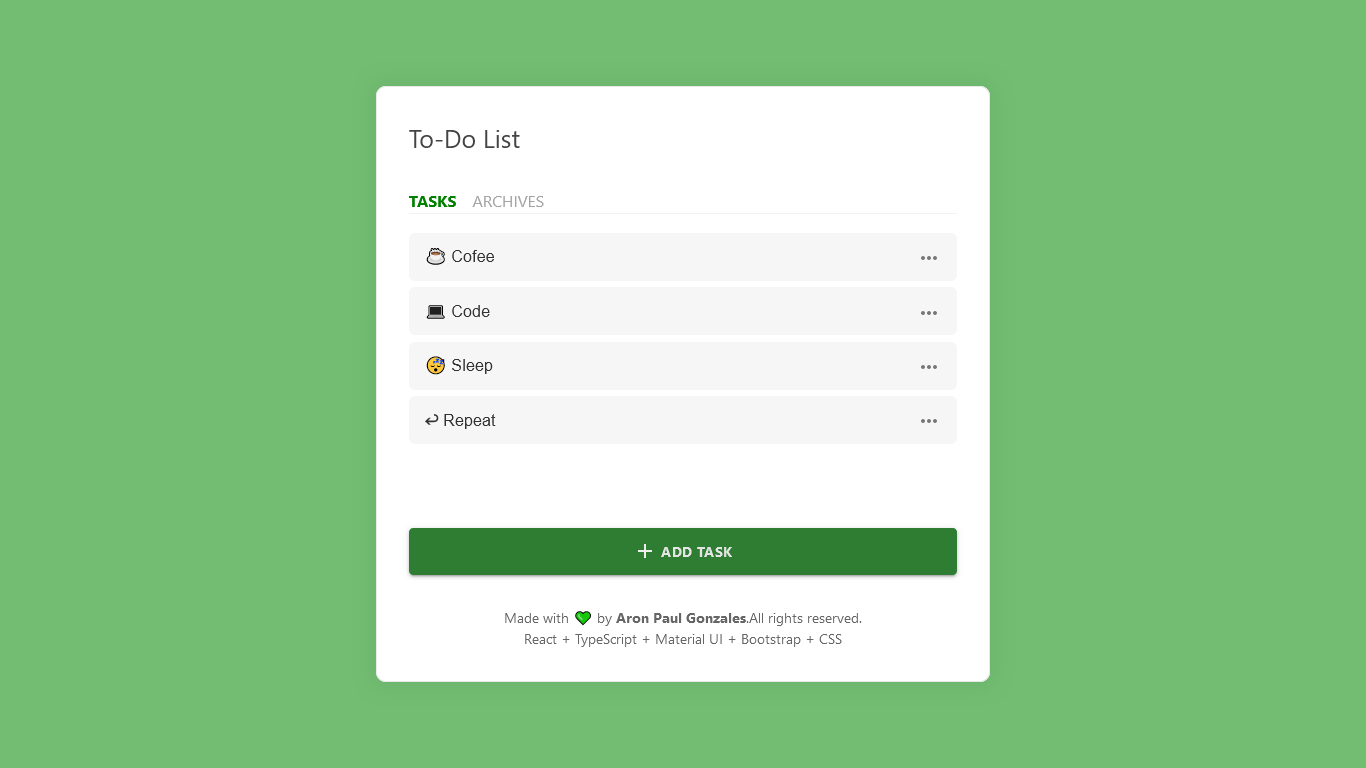 To-Do List
TASKS ARCHIVES
☕ Cofee
💻 Code
😴 Sleep
↩ Repeat
ADD TASK
Made with 💚 by Aron Paul Gonzales.All rights reserved.
React + TypeScript + Material UI + Bootstrap + CSS